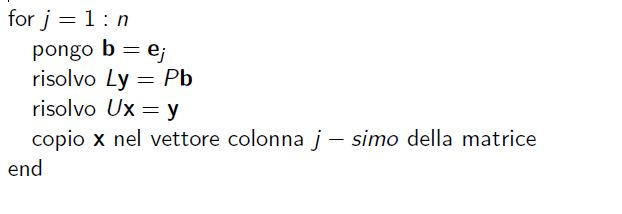 for j = 1 : n
pongo b = e_j
risolvo Ly = Pb
risolvo Ux = y
copio x nel vettore colonna j − simo della matrice
end